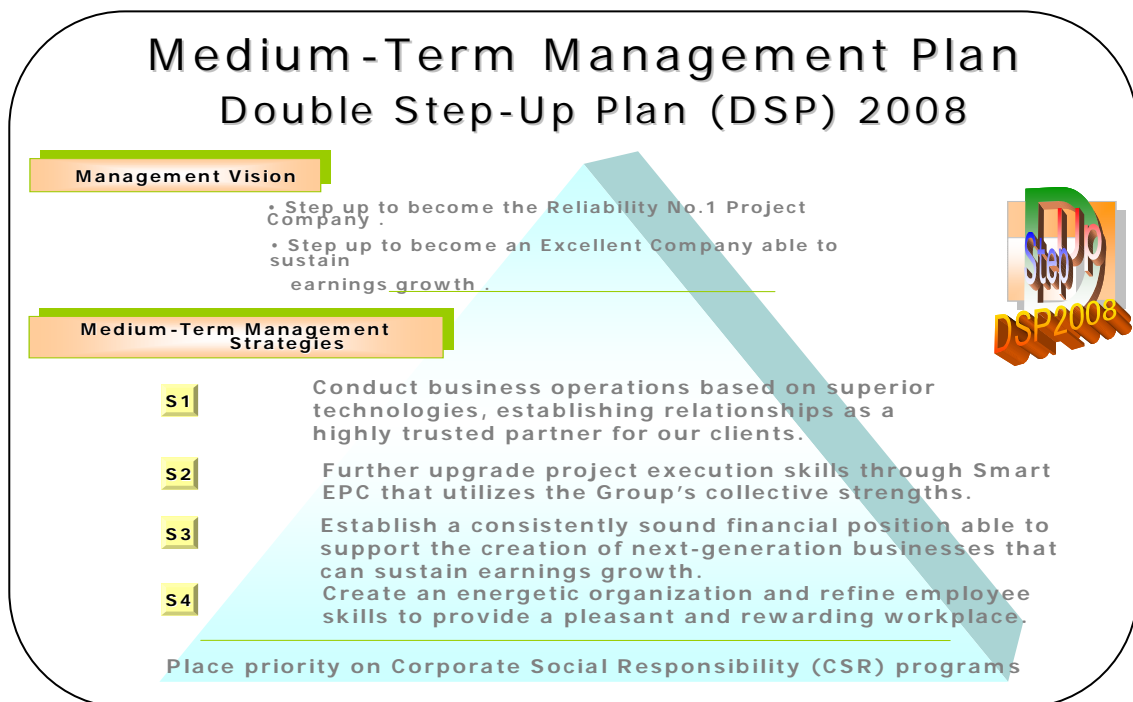 Medium-Term Management Plan
Double Step-Up Plan (DSP) 2008
Management Vision
• Step up to become the Reliability No.1 Project
Company .
• Step up to become an Excellent Company able to
sustain
earnings growth .
D
Step Up
DSP2008
Medium-Term Management
Strategies
S1
Conduct business operations based on superior
technologies, establishing relationships as a
highly trusted partner for our clients.
S2
Further upgrade project execution skills through Smart
EPC that utilizes the Group's collective strengths.
S3
Establish a consistently sound financial position able to
support the creation of next-generation businesses that
can sustain earnings growth.
S4
Create an energetic organization and refine employee
skills to provide a pleasant and rewarding workplace.
Place priority on Corporate Social Responsibility (CSR) programs